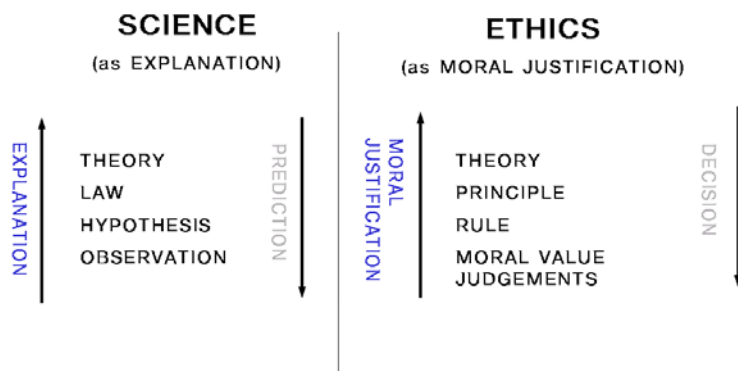 SCIENCE
(as EXPLANATION)
EXPLANATION
THEORY
LAW
HYPOTHESIS
OBSERVATION
PREDICTION
ETHICS
(as MORAL JUSTIFICATION)
MORAL
JUSTIFICATION
THEORY
PRINCIPLE
RULE
MORAL VALUE
JUDGEMENTS
DECISION